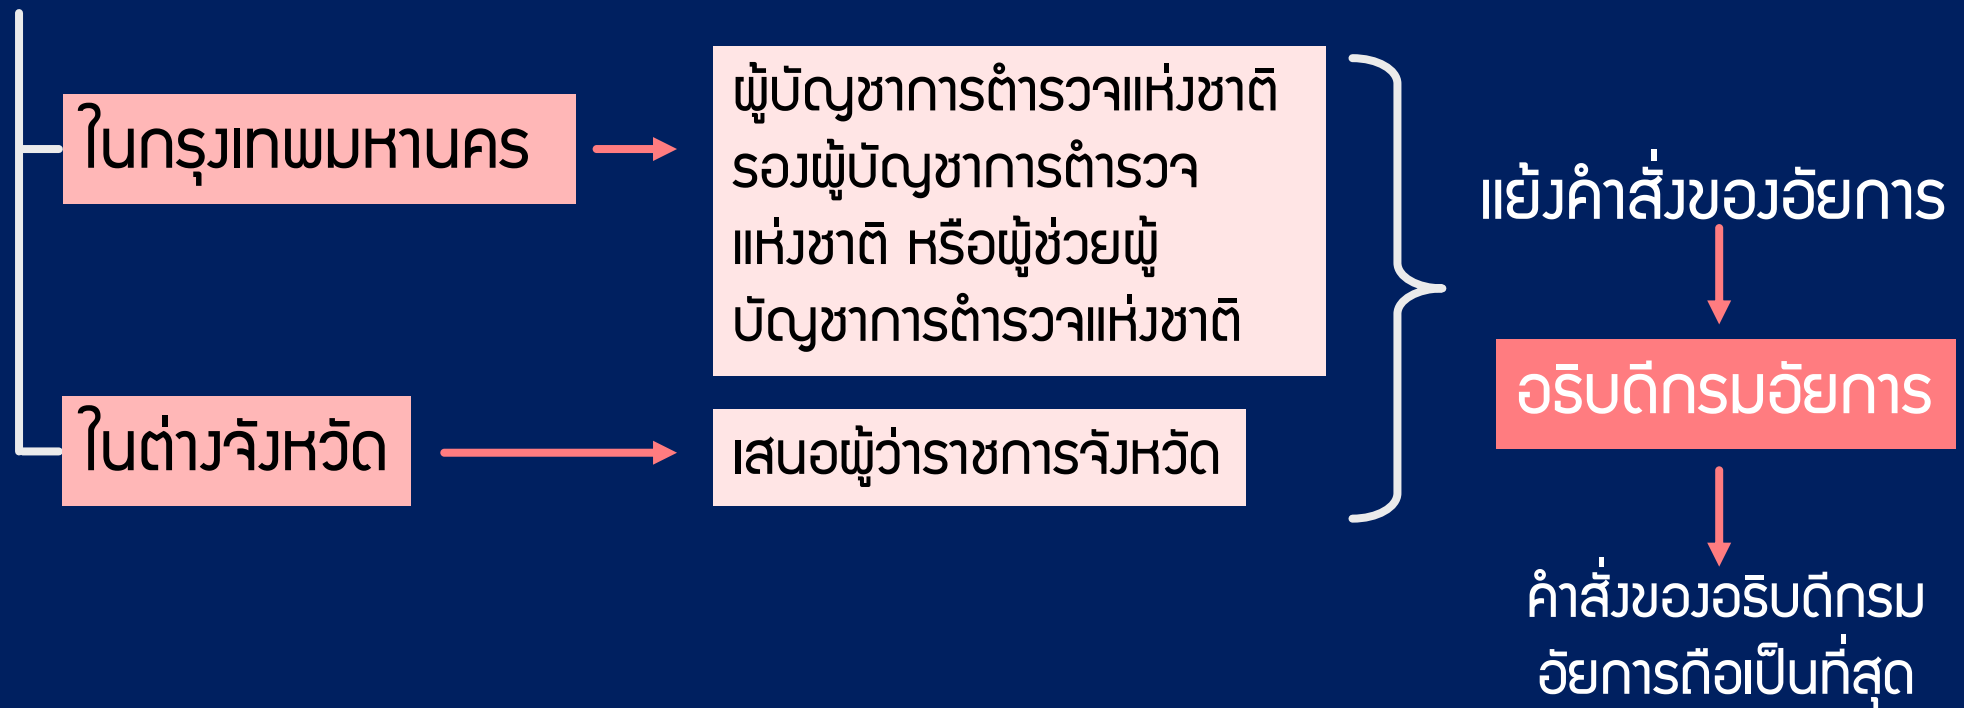 ในกรุงเทพมหานคร
ผู้บัญชาการตำรวจแห่งชาติ
รองผู้บัญชาการตำรวจ
แห่งชาติ หรือผู้ช่วยผู้
บัญชาการตำรวจแห่งชาติ
ในต่างจังหวัด
เสนอผู้ว่าราชการจังหวัด
แย้งคำสั่งของอัยการ
อธิบดีกรมอัยการ
คำสั่งของอธิบดีกรม
อัยการถือเป็นที่สุด